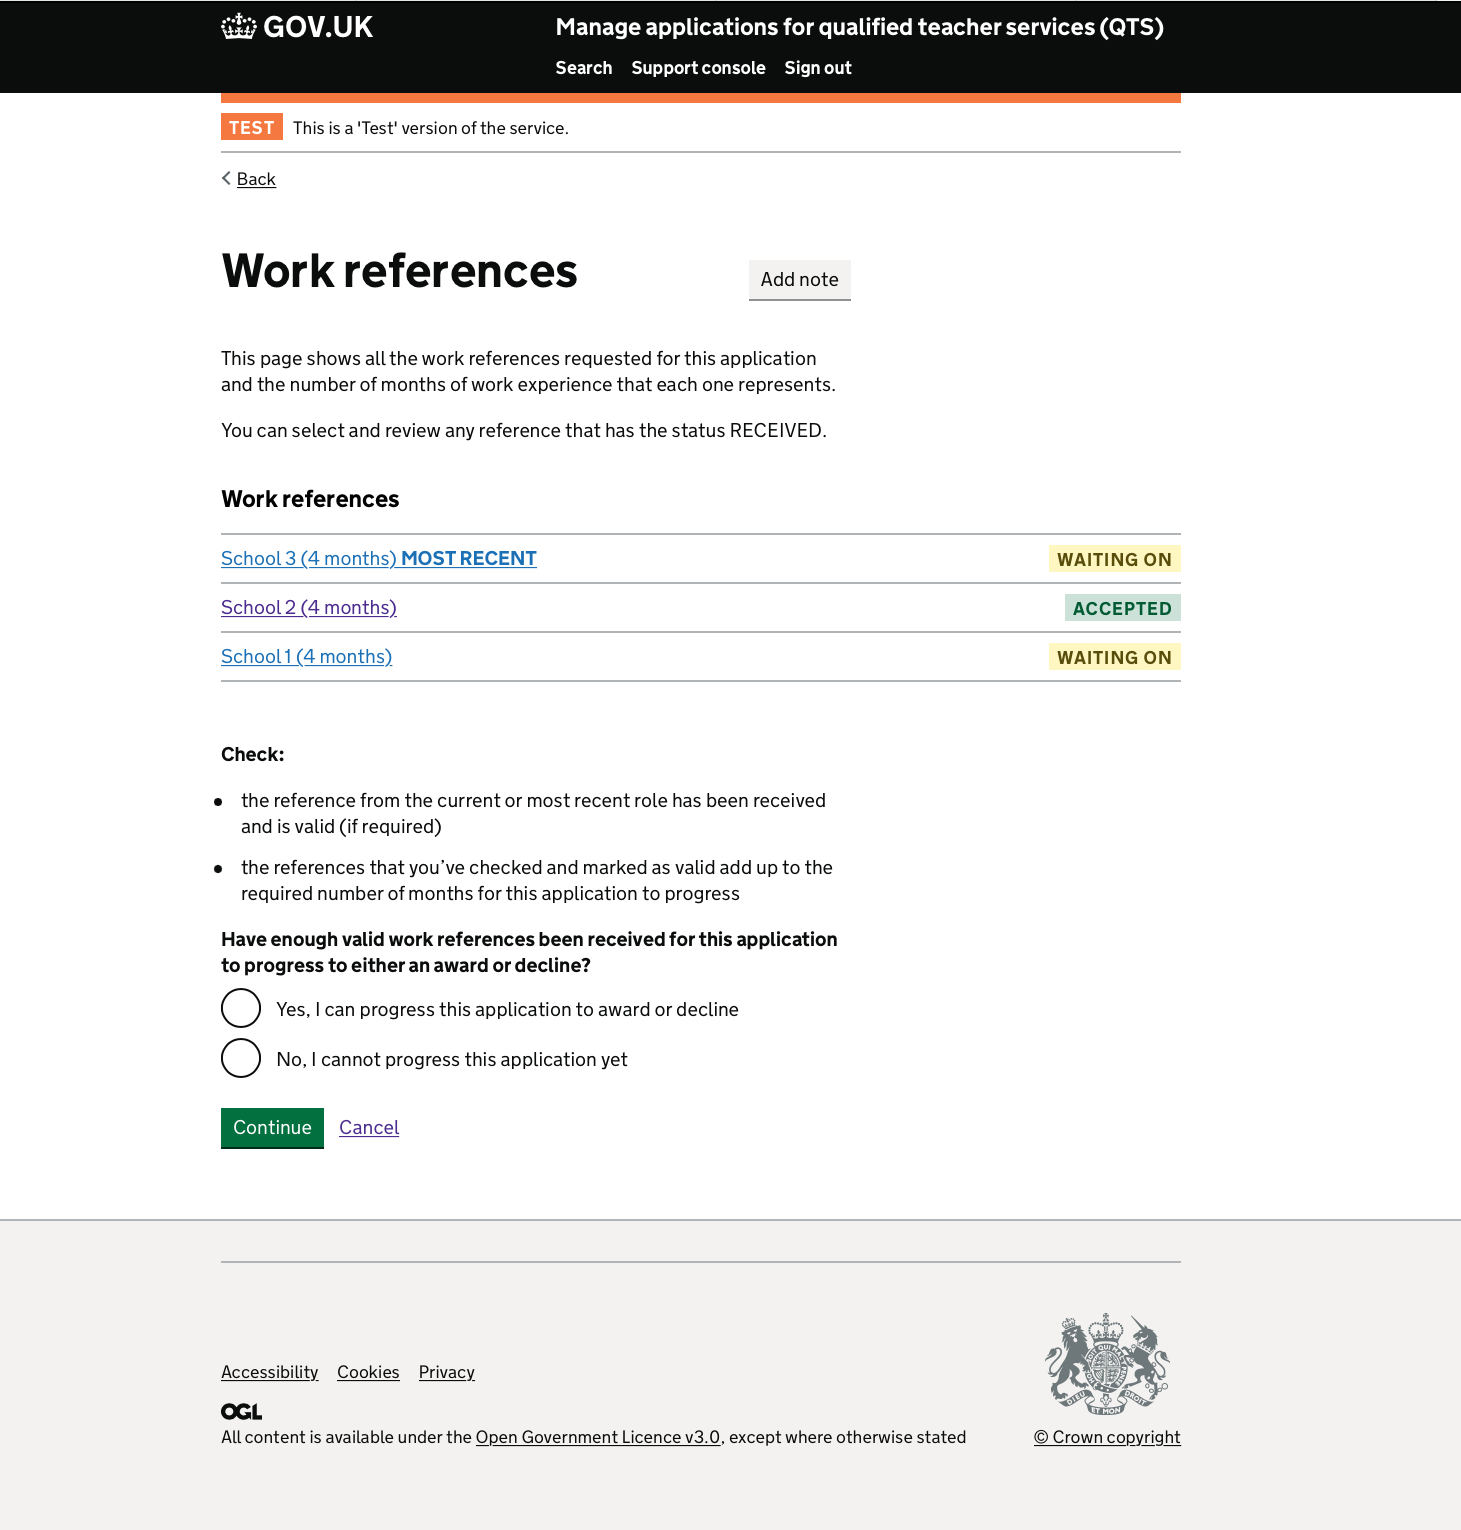 GOV.UK
Manage applications for qualified teacher services (QTS)
Search Support console Sign out
TEST This is a 'Test' version of the service.
Back
Work references
Add note
This page shows all the work references requested for this application
and the number of months of work experience that each one represents.
You can select and review any reference that has the status RECEIVED.
Work references
School 3 (4 months) MOST RECENT WAITING ON
School 2 (4 months) ACCEPTED
School 1 (4 months) WAITING ON
Check:
the reference from the current or most recent role has been received
and is valid (if required)
the references that you’ve checked and marked as valid add up to the
required number of months for this application to progress
Have enough valid work references been received for this application
to progress to either an award or decline?
Yes, I can progress this application to award or decline
No, I cannot progress this application yet
Continue Cancel
Accessibility Cookies Privacy
OGL
All content is available under the Open Government Licence v3.0, except where otherwise stated
© Crown copyright